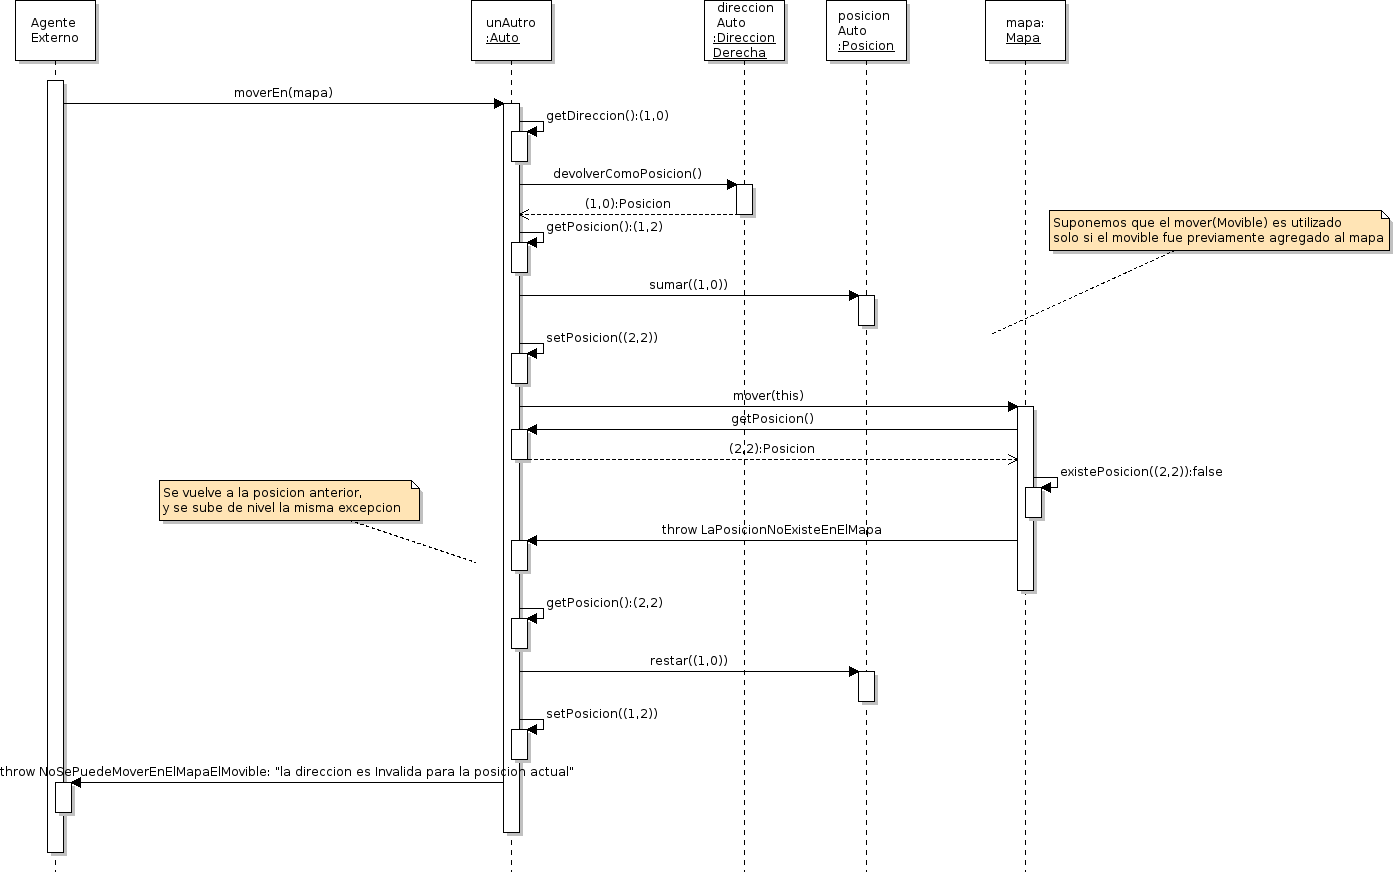 Agente
Externo
unAutro
:Auto
direccion
Auto
:Direccion
Derecha
posicion
Auto
:Posicion
mapa:
Mapa
moverEn(mapa)
getDireccion():(1,0)
devolverComoPosicion()
(1,0):Posicion
getPosicion():(1,2)
Suponemos que el mover(Movible) es utilizado
solo si el movible fue previamente agregado al mapa
sumar((1,0))
setPosicion((2,2))
mover(this)
getPosicion()
(2,2):Posicion
existePosicion((2,2)):false
Se vuelve a la posicion anterior,
y se sube de nivel la misma excepcion
throw LaPosicionNoExisteEnElMapa
getPosicion():(2,2)
restar((1,0))
setPosicion((1,2))
throw NoSePuedeMoverEnElMapaElMovible: "la direccion es Invalida para la posicion actual"